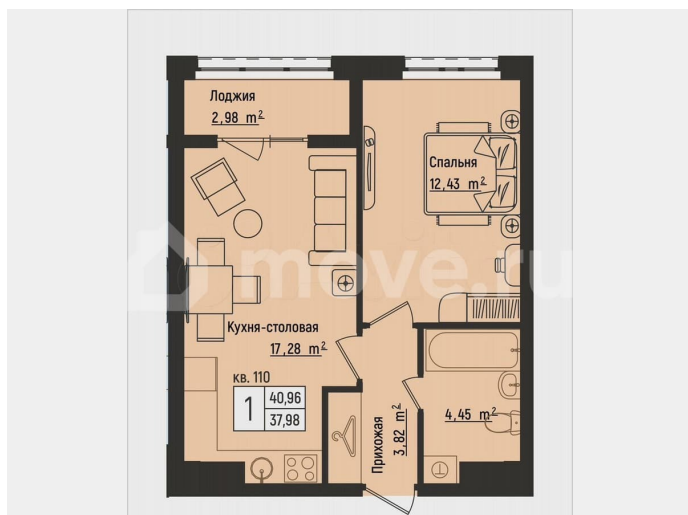 Лоджия
2,98 m²
Спальня
12,43 m²
move.ru
Кухня-столовая
17,28 m²
кв. 110
1
40,96
37,98
Прихожая
3,82 m²
4,45 m²